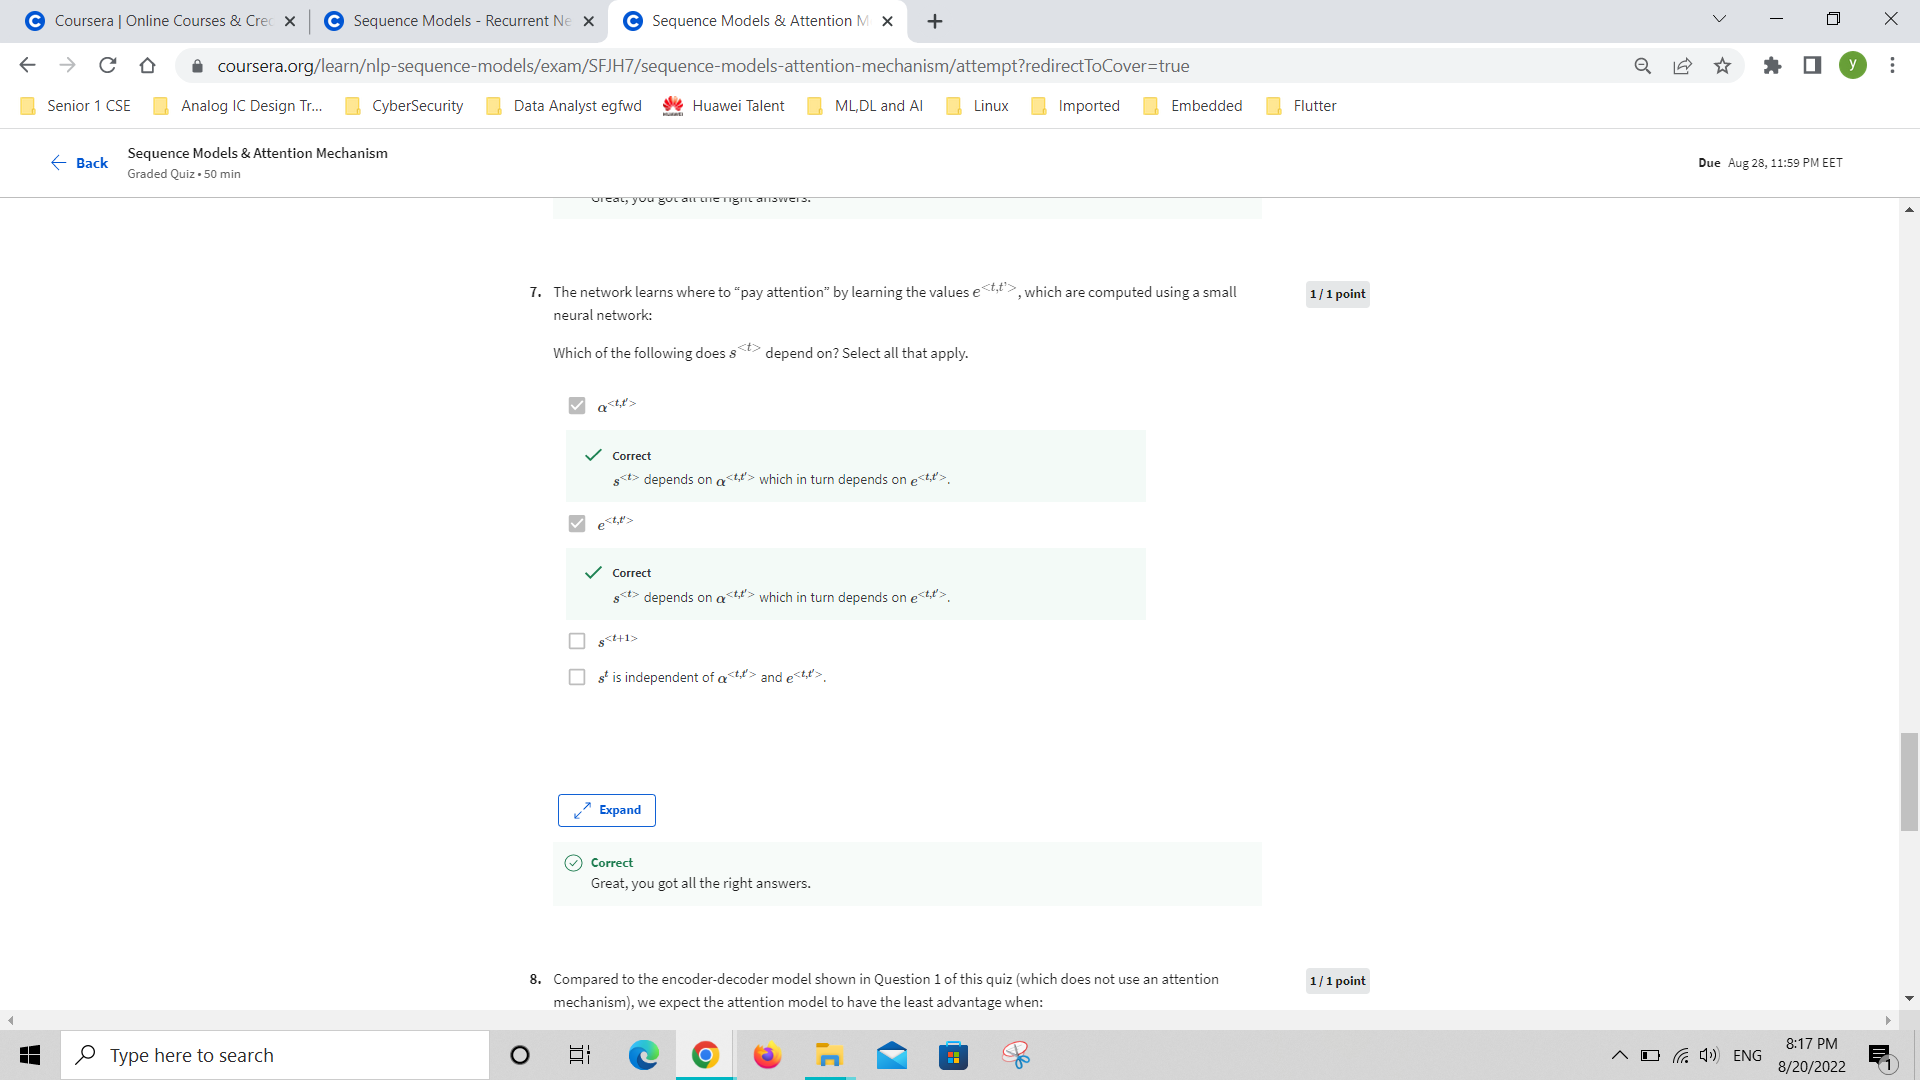 Coursera | Online Courses & Crec
Sequence Models - Recurrent Ne
Sequence Models & Attention M
coursera.org/learn/nlp-sequence-models/exam/SFJH7/sequence-models-attention-mechanism/attempt?redirectToCover=true
y
Senior 1 CSE
Analog IC Design Tr...
CyberSecurity
Data Analyst egfwd
Huawei Talent
ML,DL and AI
Linux
Imported
Embedded
Flutter
Back
Sequence Models & Attention Mechanism
Graded Quiz • 50 min
Due Aug 28, 11:59 PM EET
Great, you got all the right answers.
7. The network learns where to “pay attention” by learning the values e^<t,t'>, which are computed using a small
neural network:
1 / 1 point
Which of the following does s^<t> depend on? Select all that apply.
α^<t,t'>
Correct
s^<t> depends on α^<t,t'> which in turn depends on e^<t,t'>.
e^<t,t'>
Correct
s^<t> depends on α^<t,t'> which in turn depends on e^<t,t'>.
s^<t+1>
s^t is independent of α^<t,t'> and e^<t,t'>.
Expand
Correct
Great, you got all the right answers.
8. Compared to the encoder-decoder model shown in Question 1 of this quiz (which does not use an attention
mechanism), we expect the attention model to have the least advantage when:
1 / 1 point
Type here to search
ENG
8:17 PM
8/20/2022
1